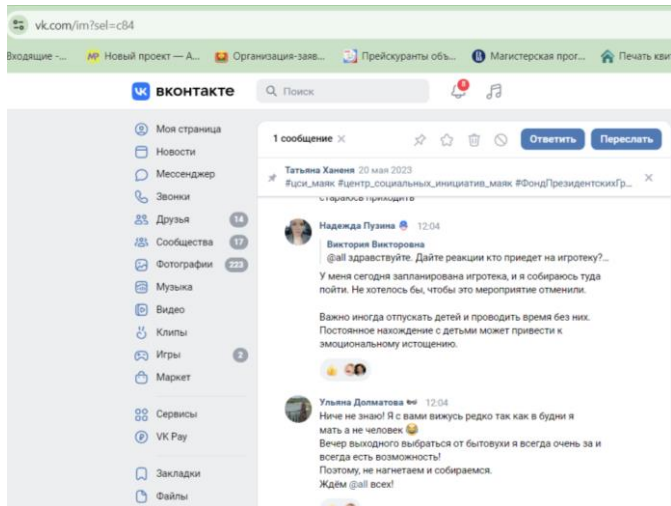 vk.com/im?sel=c84
Входящие -...
Новый проект — А...
Организация-заяв...
Прейскуранты объ...
Магистерская прог...
Печать кви
ВКОНТАКТЕ
Поиск
8
Моя страница
Новости
Мессенджер
Звонки
Друзья 14
Сообщества 17
Фотографии 223
Музыка
Видео
Клипы
Игры 2
Маркет
Сервисы
VK Pay
Закладки
Файлы
1 сообщение
Ответить
Переслать
Татьяна Ханеня 20 мая 2023
#цси_маяк #центр_социальных_инициатив_маяк #ФондПрезидентскихГр...
стараюсь приходить
Надежда Пузина 12:04
Виктория Викторовна
@all здравствуйте. Дайте реакции кто приедет на игротеку?...
У меня сегодня запланирована игротека, и я собираюсь туда
пойти. Не хотелось бы, чтобы это мероприятие отменили.
Важно иногда отпускать детей и проводить время без них.
Постоянное нахождение с детьми может привести к
эмоциональному истощению.
Ульяна Долматова 12:04
Ниче не знаю! Я с вами вижусь редко так как в будни я
мать а не человек
Вечер выходного выбраться от бытовухи я всегда очень за и
всегда есть возможность!
Поэтому, не нагнетаем и собираемся.
Ждём @all всех!